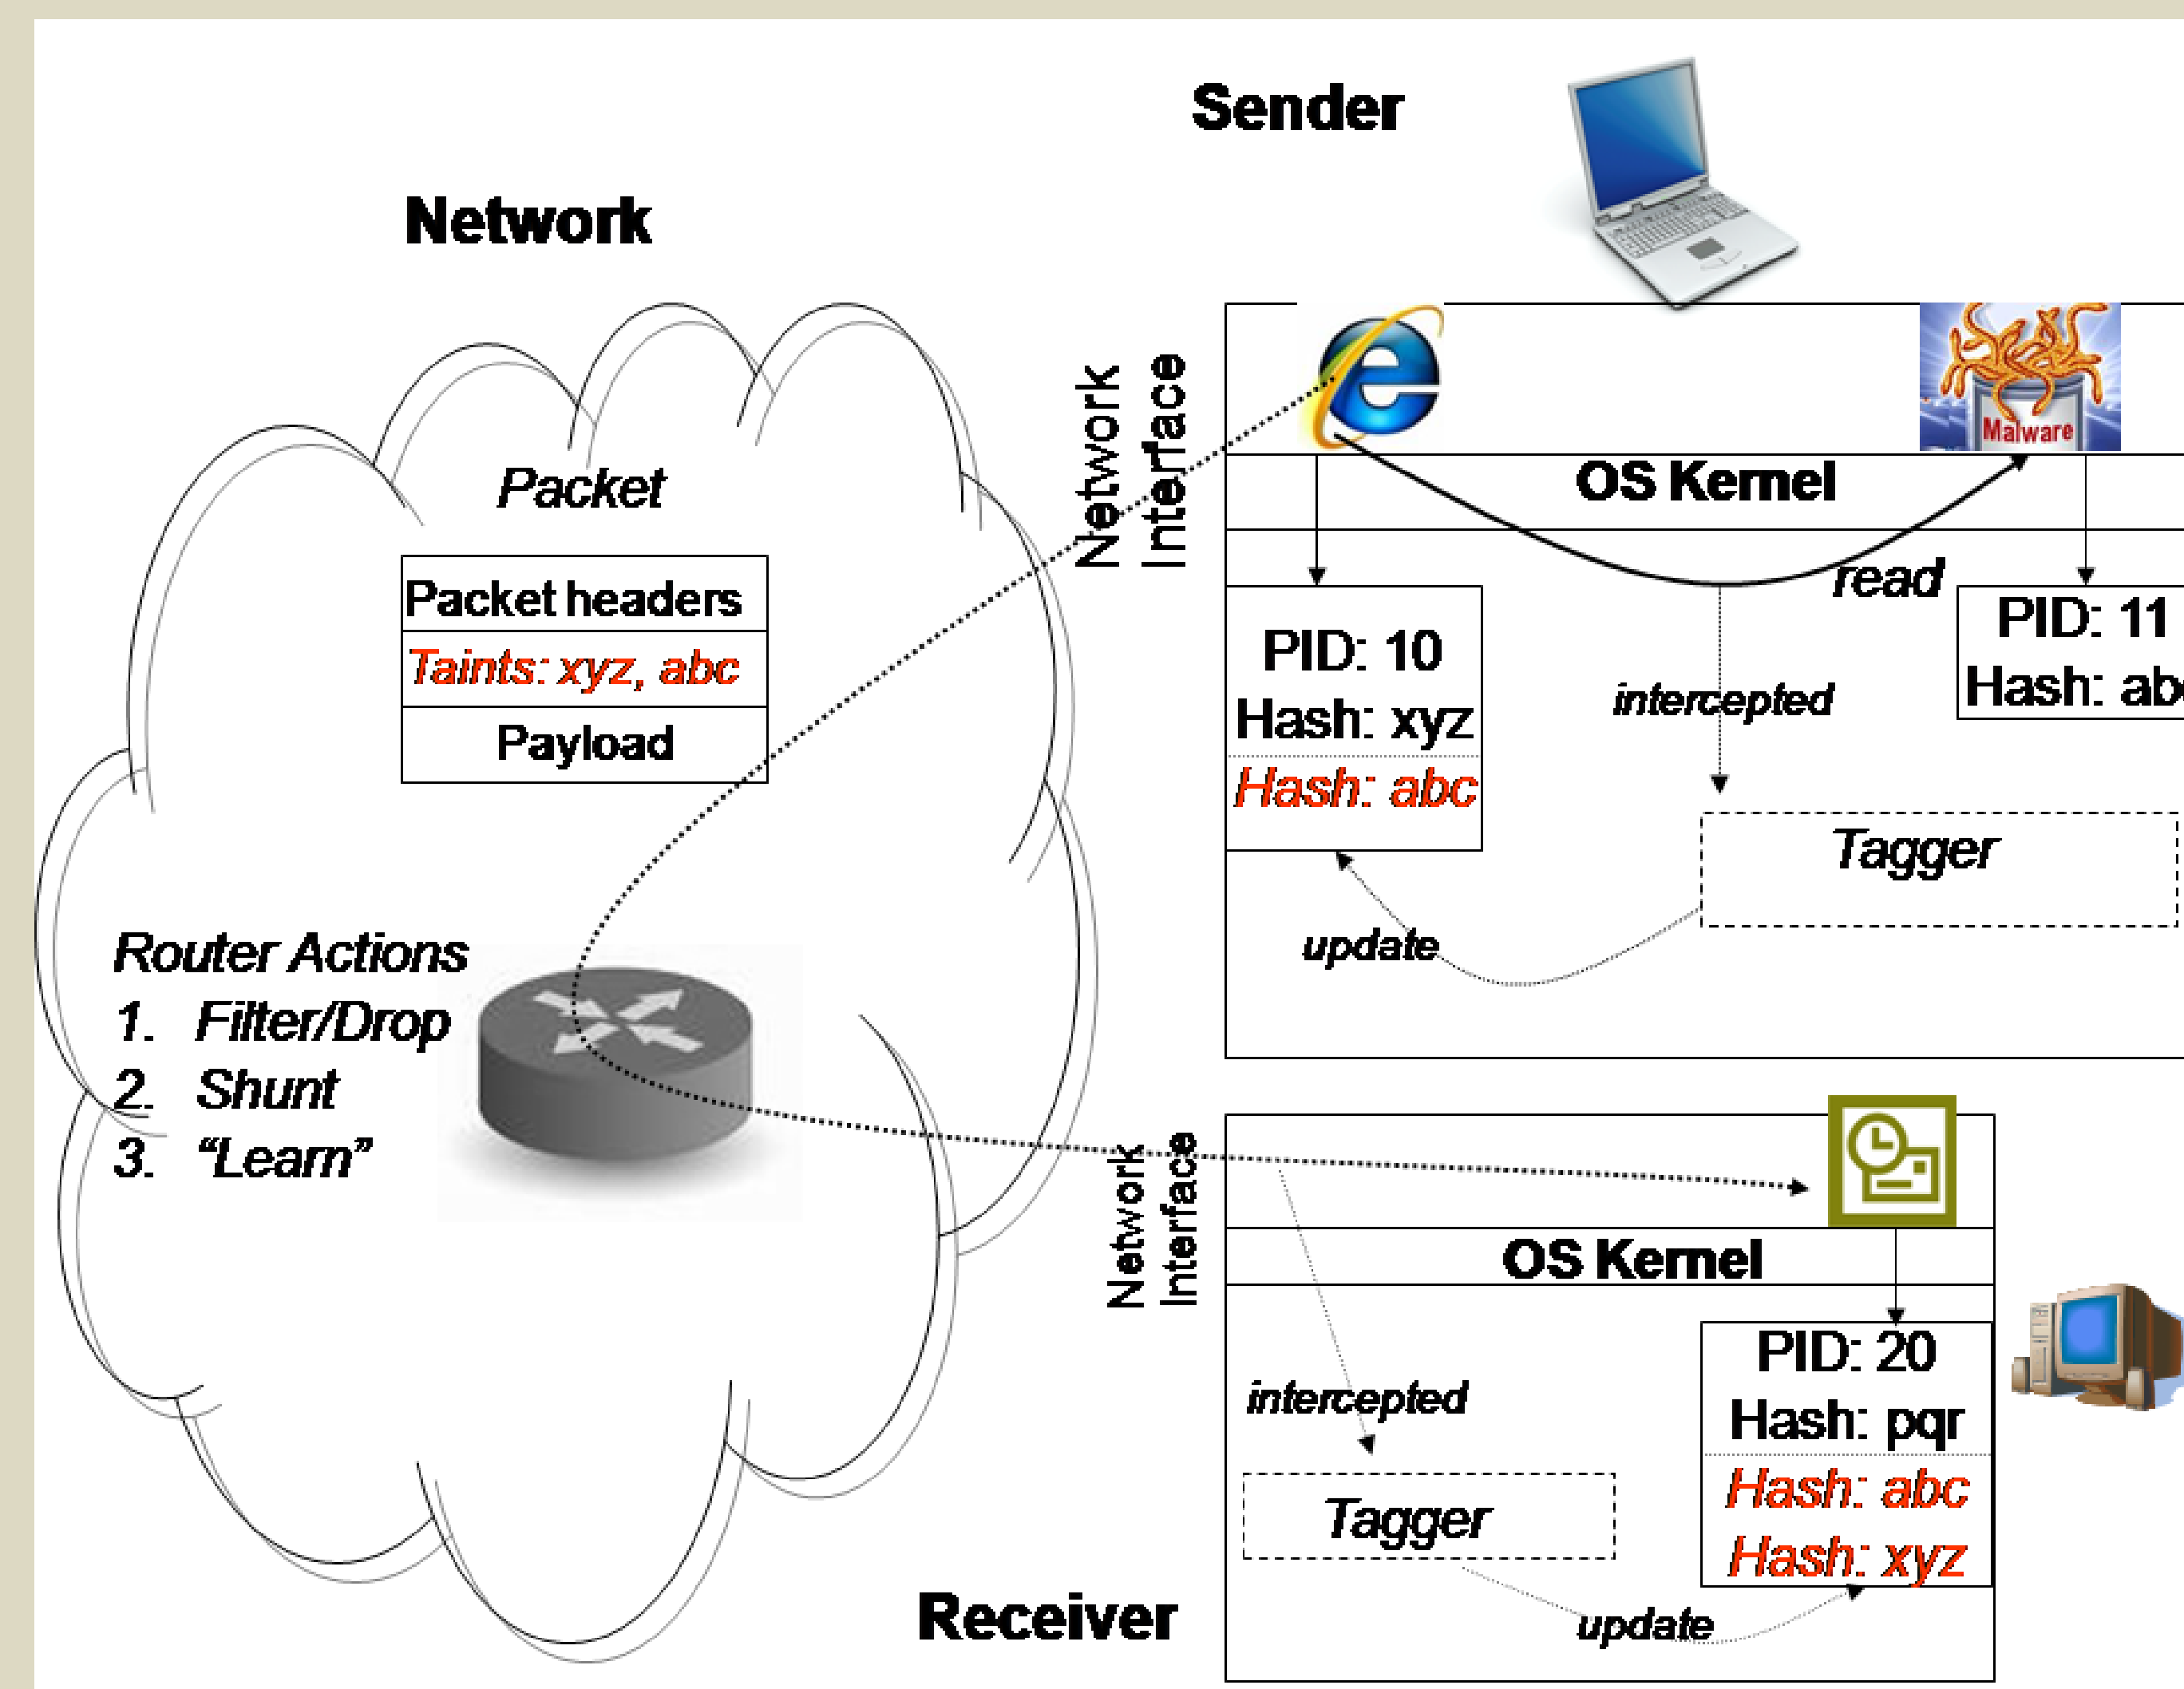 Sender
Network
Network
Interface
Malware
OS Kernel
Packet
Packet headers
Taints: xyz, abc
Payload
read
PID: 10
Hash: xyz
Hash: abc
PID: 11
Hash:
intercepted
Tagger
update
Router Actions
1. Filter/Drop
2. Shunt
3. “Learn”
Network
Interface
OS Kernel
PID: 20
Hash: pqr
Hash: abc
Hash: xyz
intercepted
Tagger
update
Receiver